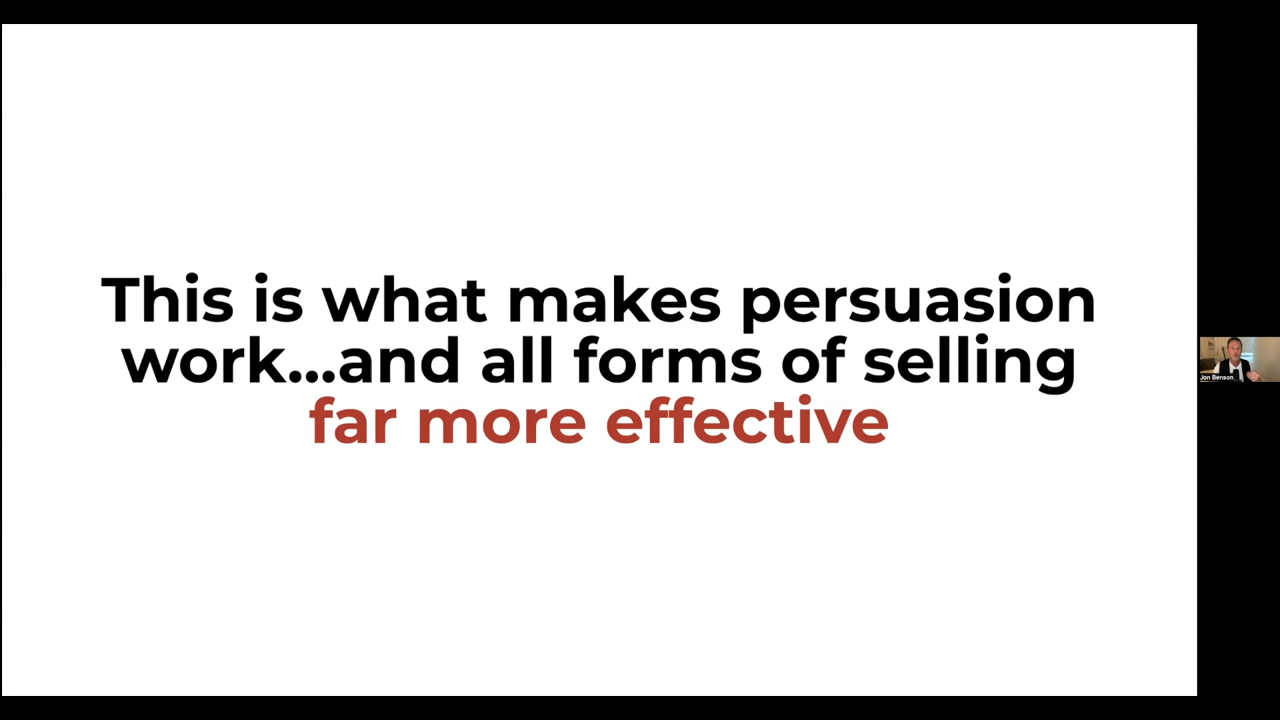 This is what makes persuasion
work...and all forms of selling
far more effective
Jon Benson